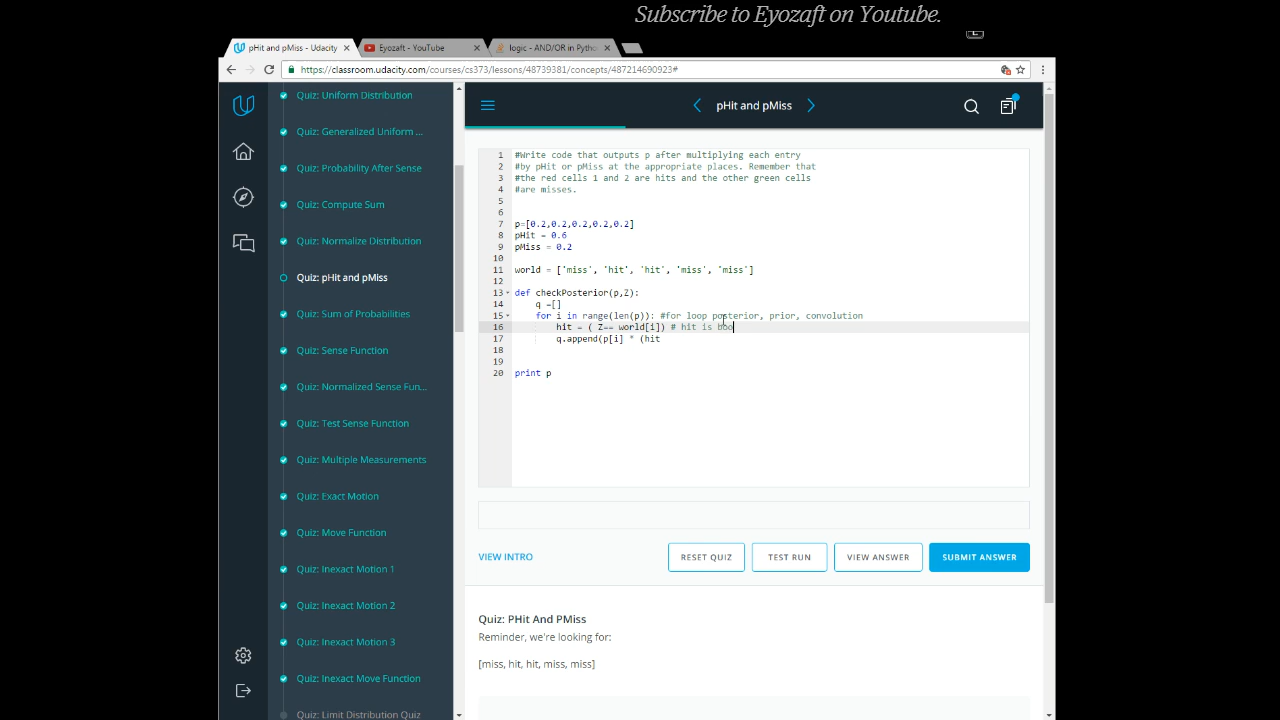 Subscribe to Eyozaft on Youtube.
pHit and pMiss - Udacity
Eyozaft - YouTube
logic - AND/OR in Pytho
https://classroom.udacity.com/courses/cs373/lessons/48739381/concepts/487214690923#
Quiz: Uniform Distribution
Quiz: Generalized Uniform ...
Quiz: Probability After Sense
Quiz: Compute Sum
Quiz: Normalize Distribution
Quiz: pHit and pMiss
Quiz: Sum of Probabilities
Quiz: Sense Function
Quiz: Normalized Sense Fun...
Quiz: Test Sense Function
Quiz: Multiple Measurements
Quiz: Exact Motion
Quiz: Move Function
Quiz: Inexact Motion 1
Quiz: Inexact Motion 2
Quiz: Inexact Motion 3
Quiz: Inexact Move Function
Quiz: Limit Distribution Quiz
pHit and pMiss
1 #Write code that outputs p after multiplying each entry
2 #by pHit or pMiss at the appropriate places. Remember that
3 #the red cells 1 and 2 are hits and the other green cells
4 #are misses.
5
6
7 p=[0.2,0.2,0.2,0.2,0.2]
8 pHit = 0.6
9 pMiss = 0.2
10
11 world = ['miss', 'hit', 'hit', 'miss', 'miss']
12
13 def checkPosterior(p,Z):
14 q =[]
15 for i in range(len(p)): #for loop posterior, prior, convolution
16 hit = ( Z== world[i]) # hit is boo
17 q.append(p[i] * (hit
18
19
20 print p
VIEW INTRO
RESET QUIZ
TEST RUN
VIEW ANSWER
SUBMIT ANSWER
Quiz: PHit And PMiss
Reminder, we're looking for:
[miss, hit, hit, miss, miss]